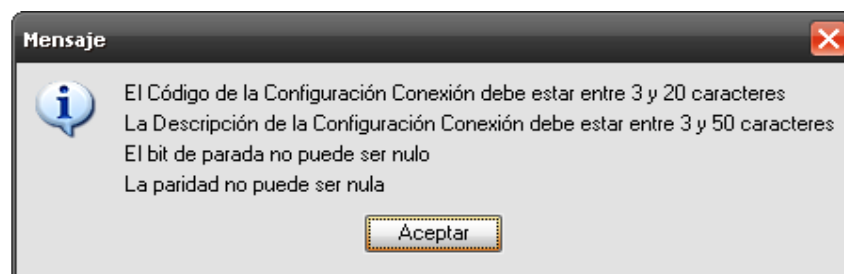 Mensaje
El Código de la Configuración Conexión debe estar entre 3 y 20 caracteres
La Descripción de la Configuración Conexión debe estar entre 3 y 50 caracteres
El bit de parada no puede ser nulo
La paridad no puede ser nula
Aceptar